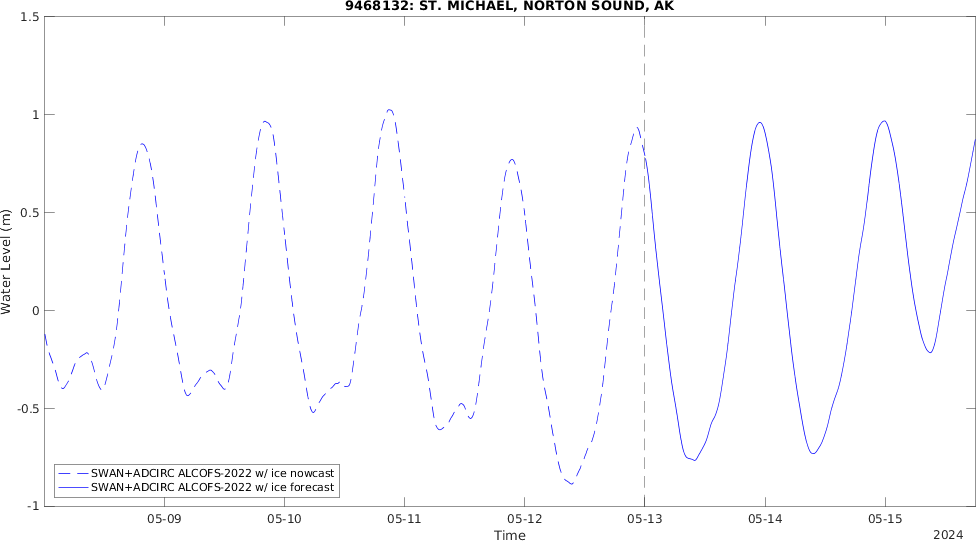 9468132: ST. MICHAEL, NORTON SOUND, AK
1.5
1
0.5
0
-0.5
-1
Water Level (m)
SWAN+ADCIRC ALCOFS-2022 w/ ice nowcast
SWAN+ADCIRC ALCOFS-2022 w/ ice forecast
05-09 05-10 05-11 05-12 05-13 05-14 05-15
Time
2024